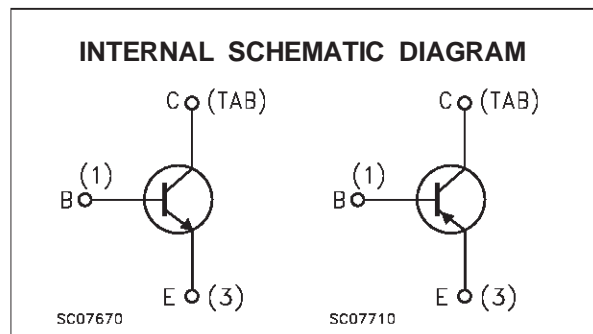 INTERNAL SCHEMATIC DIAGRAM
C (TAB) C (TAB)
(1) (1)
B B
E (3) E (3)
SC07670 SC07710